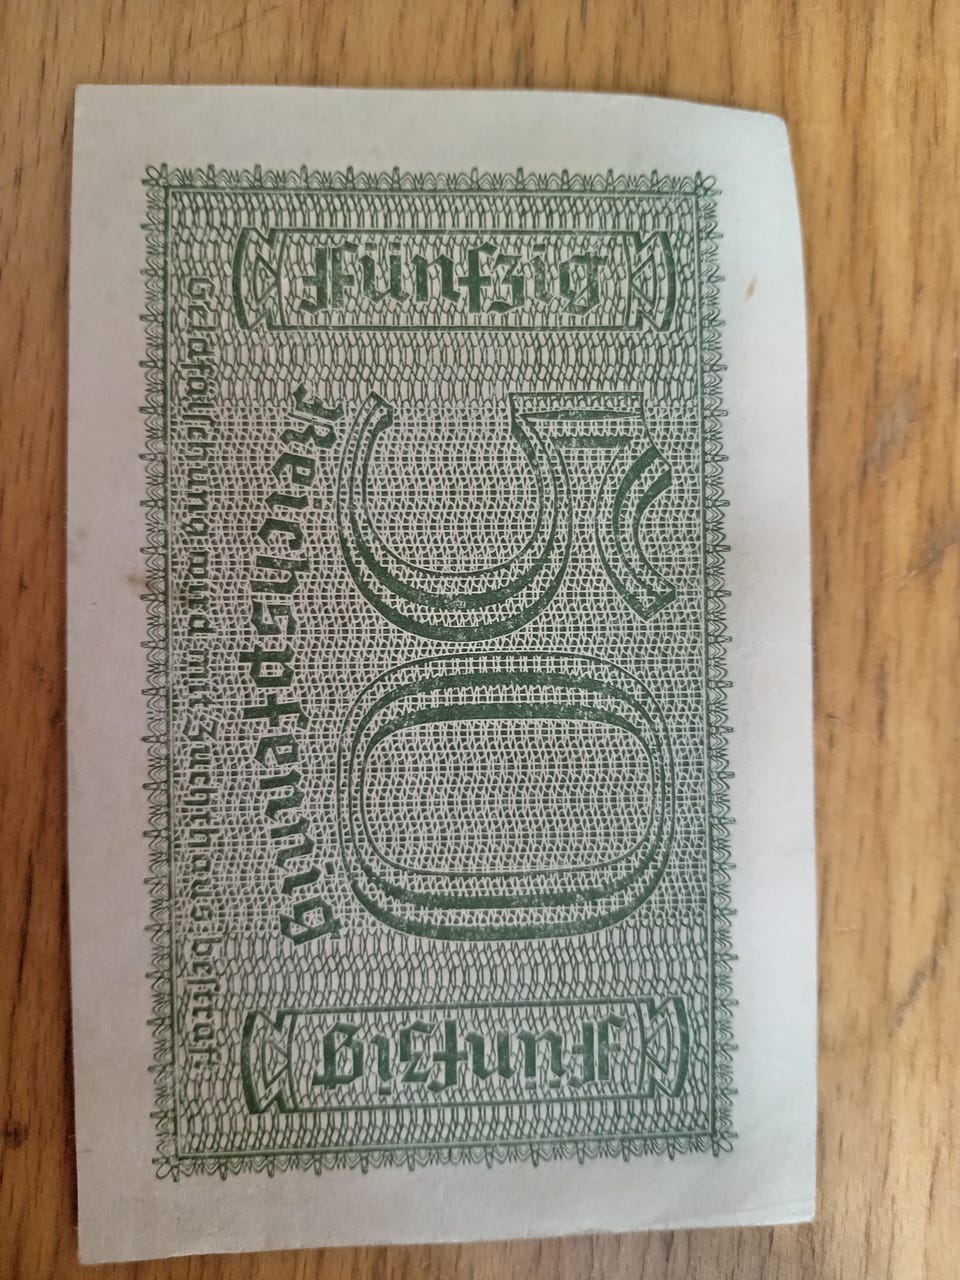 Fünfzig
50
Reichspfennig
Geldfälschung wird mit Zuchthaus bestraft
Fünfzig